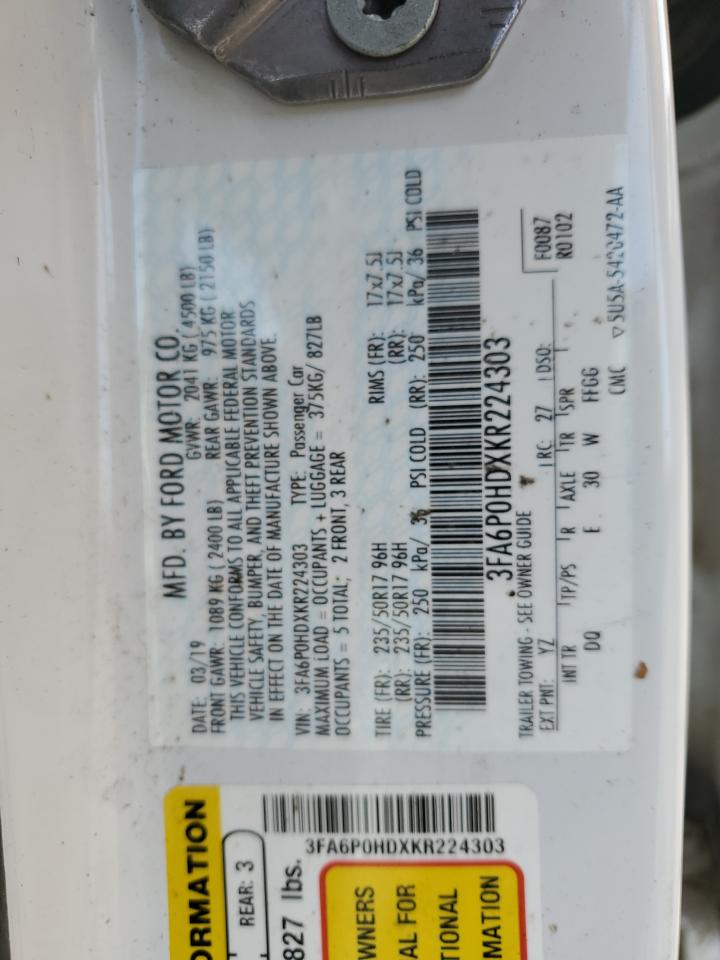 MFD. BY FORD MOTOR CO.
DATE: 03/19 GVWR: 2041 KG ( 4500 LB)
FRONT GAWR: 1089 KG ( 2400 LB) REAR GAWR: 975 KG ( 2150 LB)
THIS VEHICLE CONFORMS TO ALL APPLICABLE FEDERAL MOTOR
VEHICLE SAFETY, BUMPER, AND THEFT PREVENTION STANDARDS
IN EFFECT ON THE DATE OF MANUFACTURE SHOWN ABOVE.
VIN: 3FA6P0HDXKR224303 TYPE: Passenger Car
MAXIMUM LOAD = OCCUPANTS + LUGGAGE = 375KG/ 827LB
OCCUPANTS = 5 TOTAL; 2 FRONT, 3 REAR
TIRE (FR): 235/50R17 96H RIMS (FR): 17x7.5J
(RR): 235/50R17 96H (RR): 17x7.5J
PRESSURE (FR): 250 kPa/ 36 PSI COLD (RR): 250 kPa/ 36 PSI COLD
3FA6P0HDXKR224303
TRAILER TOWING - SEE OWNER GUIDE F0087
EXT PNT: YZ RC: 27 DSO: R0102
INT TR TP/PS R AXLE TR SPR
DQ E 30 W FFGG
CMC ▽ 5U5A-5420472-AA
3FA6P0HDXKR224303
ORMATION
REAR: 3
827 lbs.
WNERS
AL FOR
TIONAL
MATION